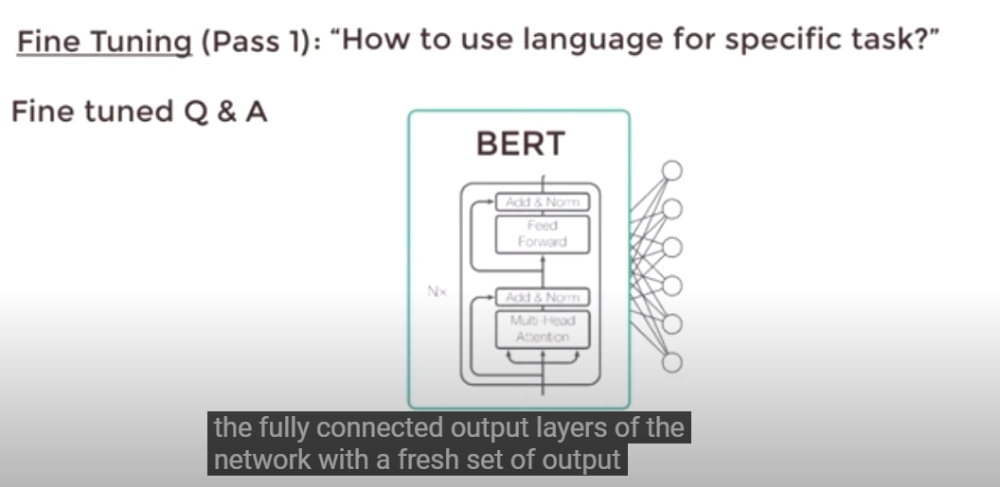 Fine Tuning (Pass 1): “How to use language for specific task?”
Fine tuned Q & A
BERT
Add & Norm
Feed
Forward
Nx
Add & Norm
Multi-Head
Attention
the fully connected output layers of the
network with a fresh set of output